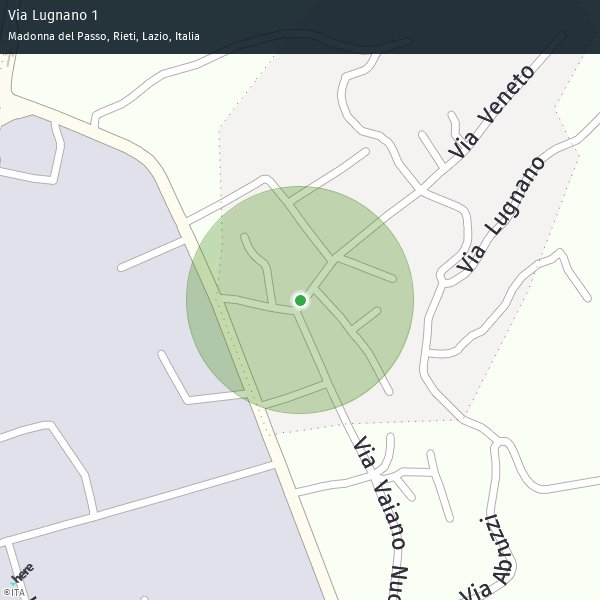 Via Lugnano 1
Madonna del Passo, Rieti, Lazio, Italia
Via Veneto
Via Lugnano
Via Vaiano
Nuo
Via Abruzzi
here
©ITA